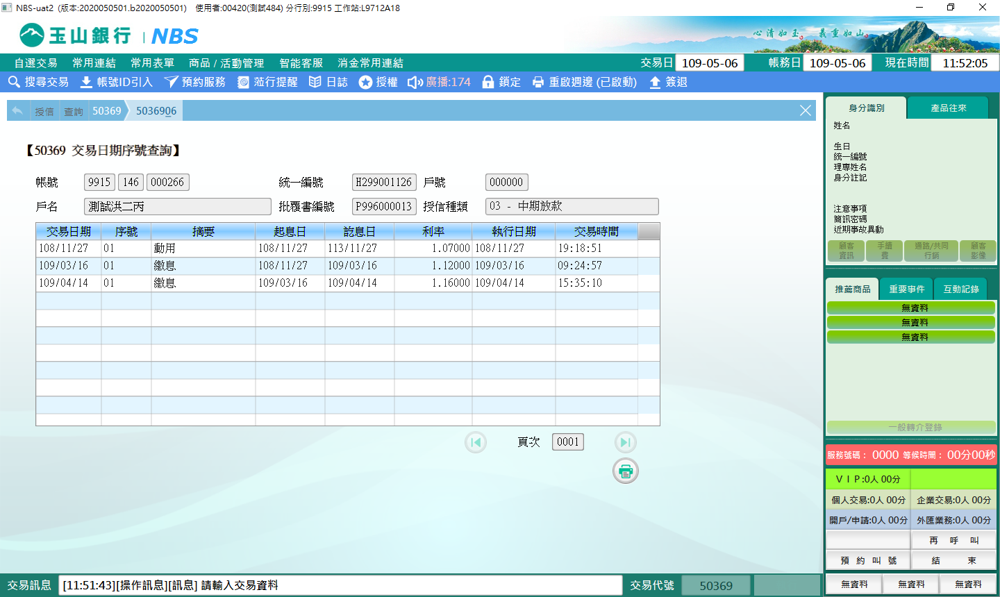 NBS-uat2 (版本:2020050501.b2020050501) 使用者:00420(測試484) 分行別:9915 工作站:L9712A18
玉山銀行 | NBS
心清如玉。義重如山。
自選交易 常用連結 常用表單 商品 / 活動管理 智能客服 消金常用連結 交易日 109-05-06 帳務日 109-05-06 現在時間 11:52:05
搜尋交易 帳號ID引入 預約服務 蒞行提醒 日誌 授權 廣播:174 鎖定 重啟週邊 (已啟動) 簽退
授信 查詢 50369 5036906
【50369 交易日期序號查詢】
帳號 9915 146 000266 統一編號 H299001126 戶號 000000
戶名 測試洪二丙 批覆書編號 P996000013 授信種類 03 - 中期放款
交易日期 序號 摘要 起息日 訖息日 利率 執行日期 交易時間
108/11/27 01 動用 108/11/27 113/11/27 1.07000 108/11/27 19:18:51
109/03/16 01 繳息 108/11/27 109/03/16 1.12000 109/03/16 09:24:57
109/04/14 01 繳息 109/03/16 109/04/14 1.16000 109/04/14 15:35:10
頁次 0001
身分識別 產品往來
姓名
生日
統一編號
理專姓名
身分註記
注意事項
簡訊密碼
近期事故異動
顧客資訊 手續費 通路/共同行銷 顧客影像
推薦商品 重要事件 互動記錄
無資料
無資料
無資料
一般轉介登錄
服務號碼： 0000 等候時間： 00分00秒
ＶＩＰ:0人 00分
個人交易:0人 00分 企業交易:0人 00分
開戶/申請:0人 00分 外匯業務:0人 00分
再 呼 叫
預 約 叫 號 結 束
無資料 無資料 無資料
交易訊息 [11:51:43][操作訊息][訊息] 請輸入交易資料 交易代號 50369